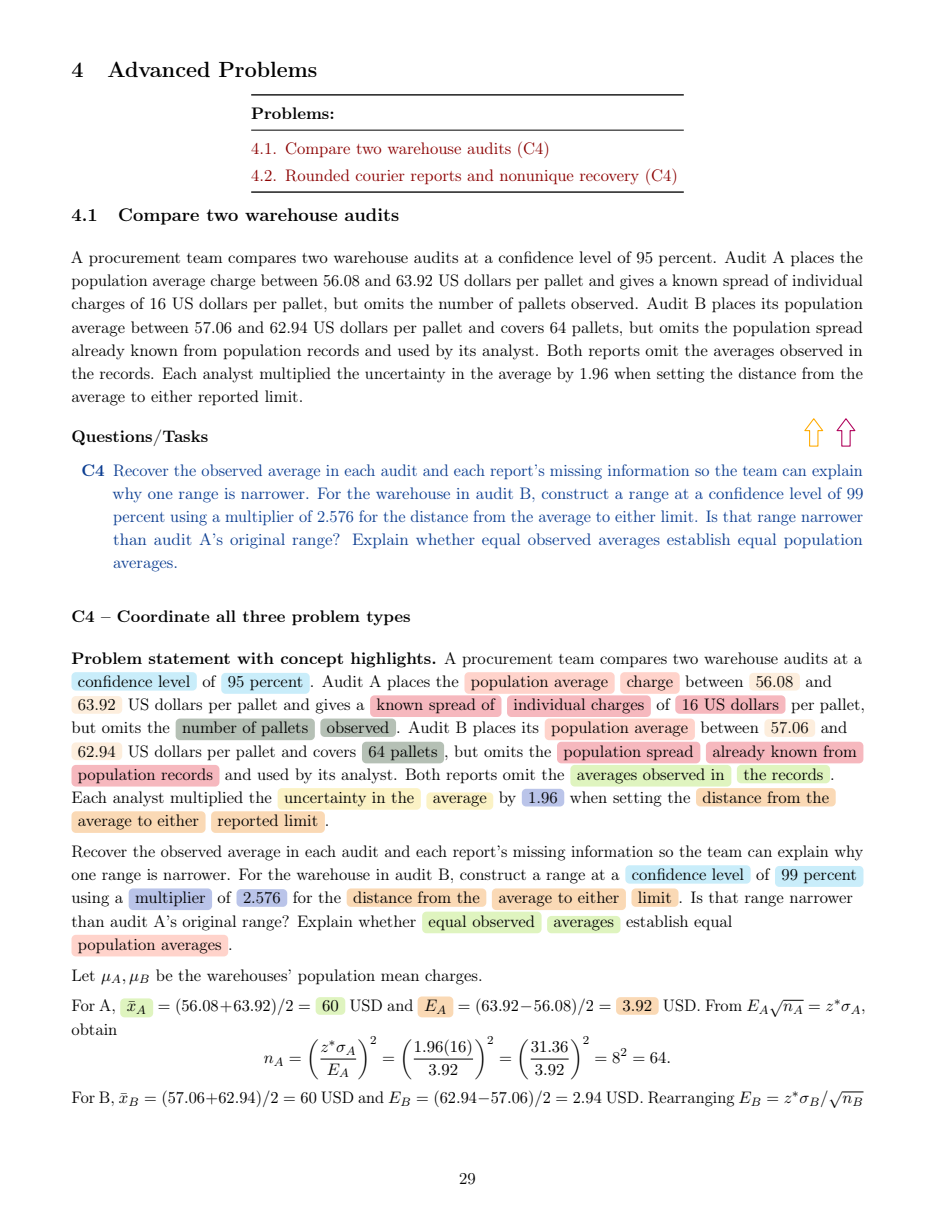 4 Advanced Problems
Problems:
4.1. Compare two warehouse audits (C4)
4.2. Rounded courier reports and nonunique recovery (C4)
4.1 Compare two warehouse audits
A procurement team compares two warehouse audits at a confidence level of 95 percent. Audit A places the
population average charge between 56.08 and 63.92 US dollars per pallet and gives a known spread of individual
charges of 16 US dollars per pallet, but omits the number of pallets observed. Audit B places its population
average between 57.06 and 62.94 US dollars per pallet and covers 64 pallets, but omits the population spread
already known from population records and used by its analyst. Both reports omit the averages observed in
the records. Each analyst multiplied the uncertainty in the average by 1.96 when setting the distance from the
average to either reported limit.
Questions/Tasks
C4 Recover the observed average in each audit and each report's missing information so the team can explain
why one range is narrower. For the warehouse in audit B, construct a range at a confidence level of 99
percent using a multiplier of 2.576 for the distance from the average to either limit. Is that range narrower
than audit A's original range? Explain whether equal observed averages establish equal population
averages.
C4 – Coordinate all three problem types
Problem statement with concept highlights. A procurement team compares two warehouse audits at a
confidence level of 95 percent. Audit A places the population average charge between 56.08 and
63.92 US dollars per pallet and gives a known spread of individual charges of 16 US dollars per pallet,
but omits the number of pallets observed. Audit B places its population average between 57.06 and
62.94 US dollars per pallet and covers 64 pallets, but omits the population spread already known from
population records and used by its analyst. Both reports omit the averages observed in the records.
Each analyst multiplied the uncertainty in the average by 1.96 when setting the distance from the
average to either reported limit.
Recover the observed average in each audit and each report's missing information so the team can explain why
one range is narrower. For the warehouse in audit B, construct a range at a confidence level of 99 percent
using a multiplier of 2.576 for the distance from the average to either limit. Is that range narrower
than audit A's original range? Explain whether equal observed averages establish equal
population averages.
Let μ_A, μ_B be the warehouses' population mean charges.
For A, x̄_A = (56.08+63.92)/2 = 60 USD and E_A = (63.92−56.08)/2 = 3.92 USD. From E_A√n_A = z*σ_A,
obtain
n_A = (z*σ_A / E_A)^2 = (1.96(16) / 3.92)^2 = (31.36 / 3.92)^2 = 8^2 = 64.
For B, x̄_B = (57.06+62.94)/2 = 60 USD and E_B = (62.94−57.06)/2 = 2.94 USD. Rearranging E_B = z*σ_B/√n_B
29